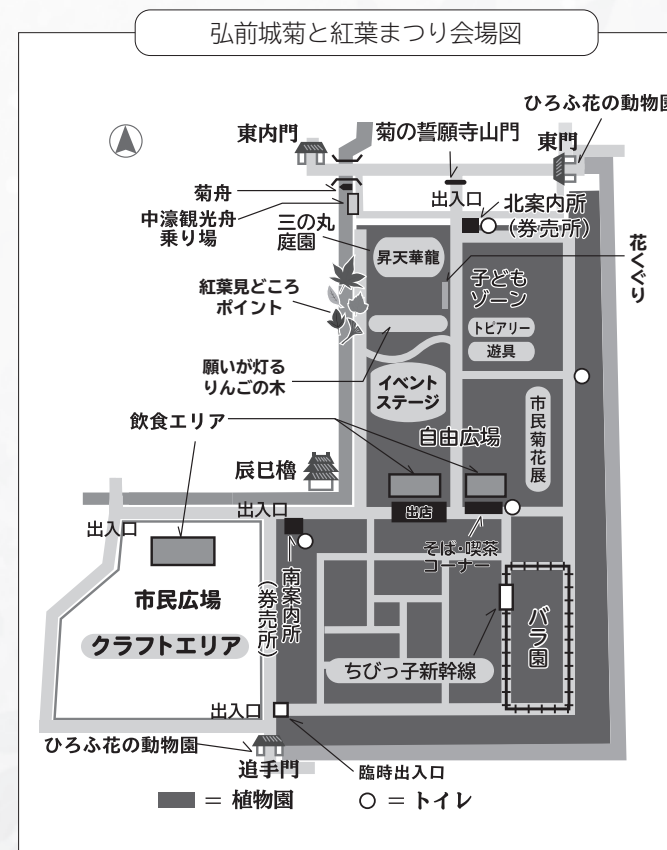 弘前城菊と紅葉まつり会場図
ひろふ花の動物園
東内門
菊の誓願寺山門
東門
菊舟
出入口
北案内所
（券売所）
中濠観光舟
乗り場
三の丸
庭園
昇天華龍
花くぐり
子ども
ゾーン
紅葉見どころ
ポイント
トピアリー
遊具
願いが灯る
りんごの木
イベント
ステージ
市民菊花展
飲食エリア
自由広場
辰巳櫓
出入口
出店
出入口
そば・喫茶
コーナー
南案内所
（券売所）
市民広場
クラフトエリア
バラ園
ちびっ子新幹線
出入口
ひろふ花の動物園
追手門
臨時出入口
= 植物園
○ = トイレ